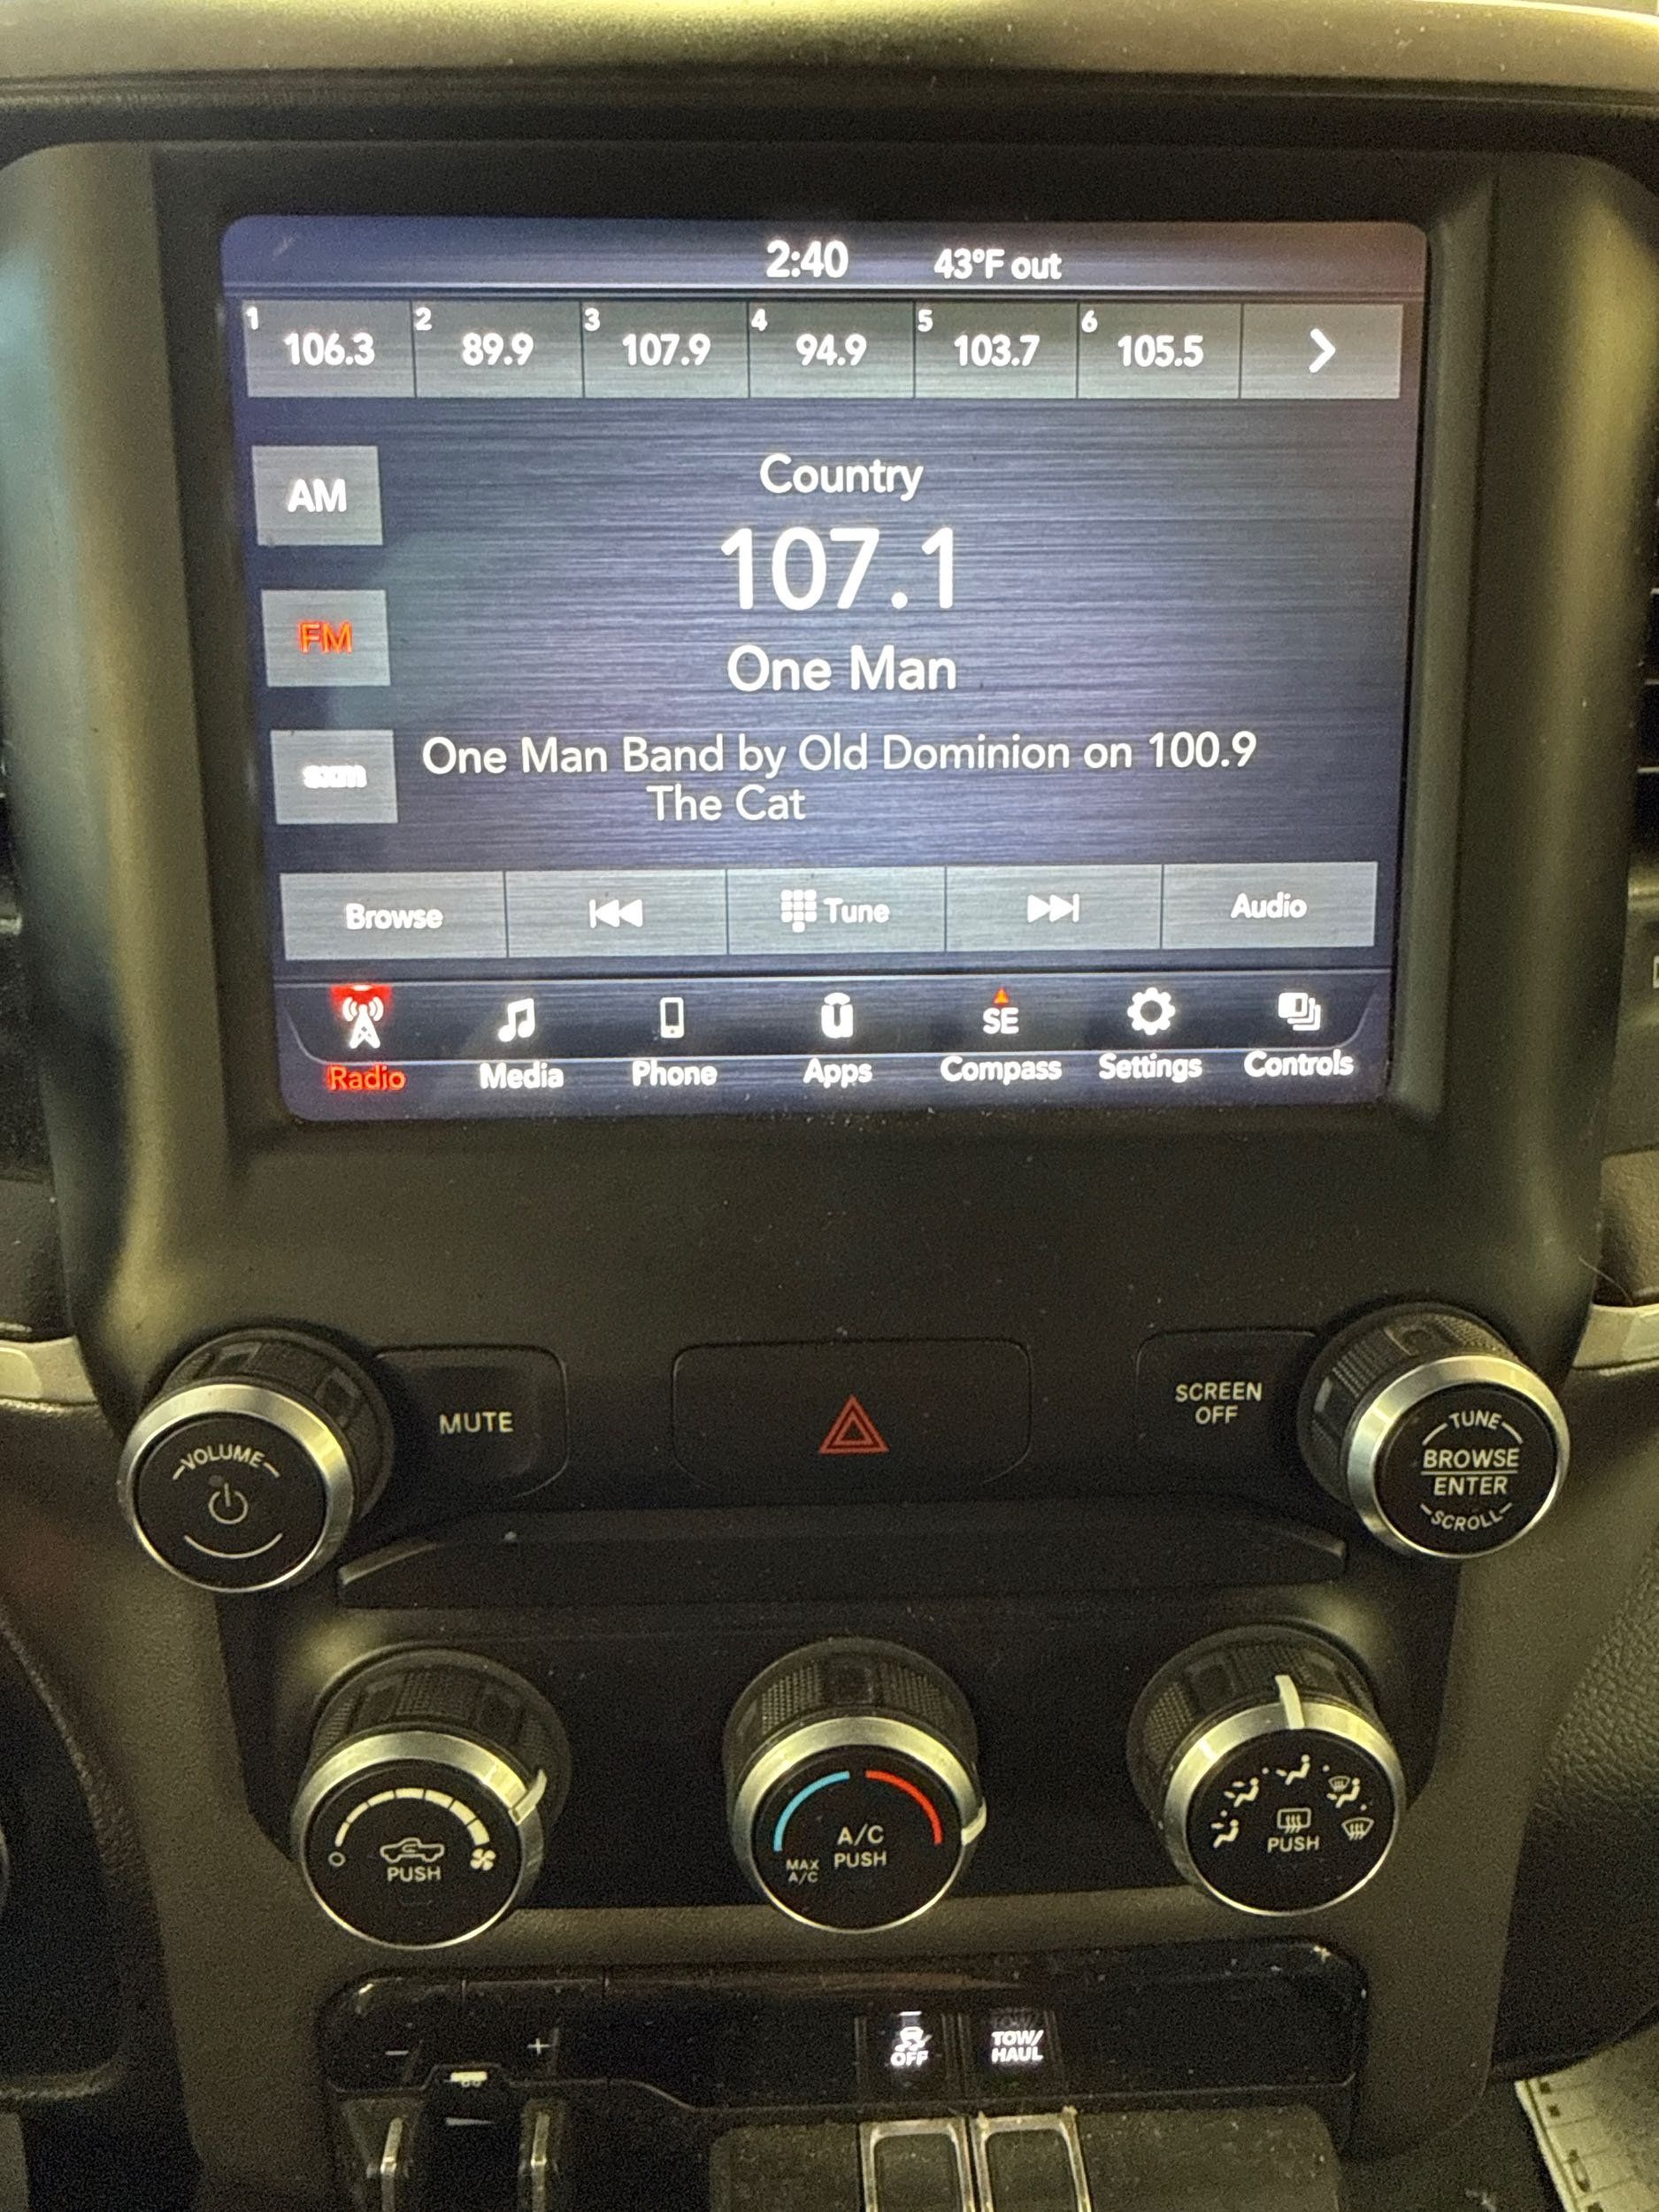 2:40 43°F out
1 106.3 2 89.9 3 107.9 4 94.9 5 103.7 6 105.5
AM
Country
107.1
FM
One Man
sxm
One Man Band by Old Dominion on 100.9
The Cat
Browse Tune Audio
SE
Radio Media Phone Apps Compass Settings Controls
VOLUME
MUTE
SCREEN
OFF
TUNE
BROWSE
ENTER
SCROLL
PUSH
A/C
PUSH
MAX
A/C
PUSH
- +
OFF
TOW/
HAUL